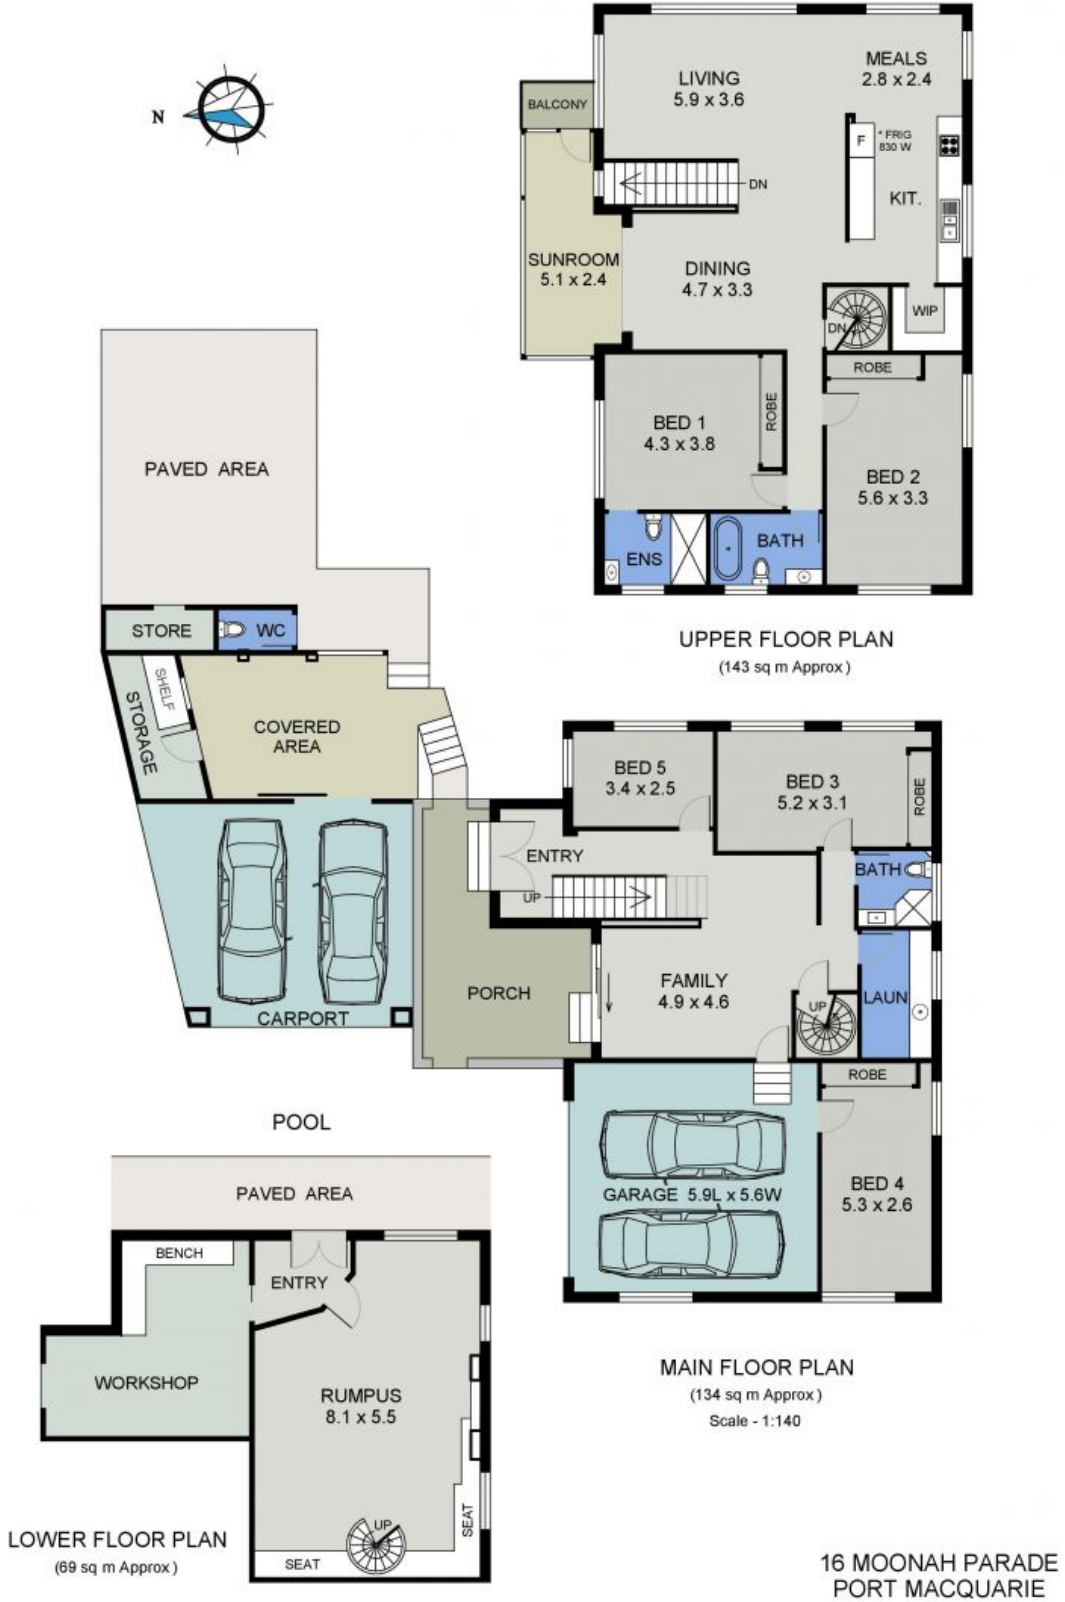 N
LIVING
5.9 x 3.6
MEALS
2.8 x 2.4
BALCONY
F
* FRIG
830 W
DN
KIT.
SUNROOM
5.1 x 2.4
DINING
4.7 x 3.3
DN
WIP
ROBE
BED 1
4.3 x 3.8
ROBE
BED 2
5.6 x 3.3
ENS
BATH
UPPER FLOOR PLAN
(143 sq m Approx )
PAVED AREA
STORE
WC
SHELF
STORAGE
COVERED
AREA
CARPORT
BED 5
3.4 x 2.5
BED 3
5.2 x 3.1
ROBE
ENTRY
UP
BATH
PORCH
FAMILY
4.9 x 4.6
UP
LAUN
ROBE
GARAGE 5.9L x 5.6W
BED 4
5.3 x 2.6
MAIN FLOOR PLAN
(134 sq m Approx )
Scale - 1:140
POOL
PAVED AREA
BENCH
ENTRY
WORKSHOP
RUMPUS
8.1 x 5.5
UP
SEAT
SEAT
LOWER FLOOR PLAN
(69 sq m Approx )
16 MOONAH PARADE
PORT MACQUARIE